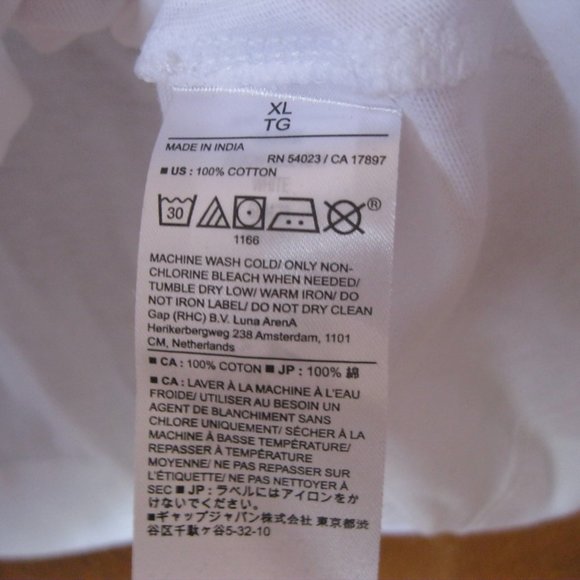 XL
TG
MADE IN INDIA
RN 54023 / CA 17897
■ US : 100% COTTON
WHITE
30
®
1166
MACHINE WASH COLD/ ONLY NON-
CHLORINE BLEACH WHEN NEEDED/
TUMBLE DRY LOW/ WARM IRON/ DO
NOT IRON LABEL/ DO NOT DRY CLEAN
Gap (RHC) B.V. Luna ArenA
Herikerbergweg 238 Amsterdam, 1101
CM, Netherlands
■ CA : 100% COTON ■ JP : 100% 綿
■ CA : LAVER À LA MACHINE À L'EAU
FROIDE/ UTILISER AU BESOIN UN
AGENT DE BLANCHIMENT SANS
CHLORE UNIQUEMENT/ SÉCHER À LA
MACHINE À BASSE TEMPÉRATURE/
REPASSER À TEMPÉRATURE
MOYENNE/ NE PAS REPASSER SUR
L'ÉTIQUETTE/ NE PAS NETTOYER À
SEC ■ JP : ラベルにはアイロンをか
けないでください。
■ギャップジャパン株式会社 東京都渋
谷区千駄ヶ谷5-32-10